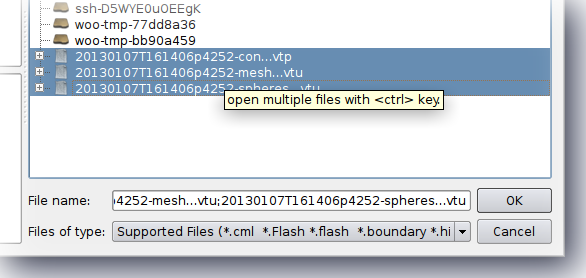 ssh-D5WYE0uOEEgK
woo-tmp-77dd8a36
woo-tmp-bb90a459
20130107T161406p4252-con...vtp
20130107T161406p4252-mesh...vtu
20130107T161406p4252-spheres...vtu
open multiple files with <ctrl> key.
File name: p4252-mesh...vtu;20130107T161406p4252-spheres...vtu OK
Files of type: Supported Files (*.cml *.Flash *.flash *.boundary *.hi Cancel